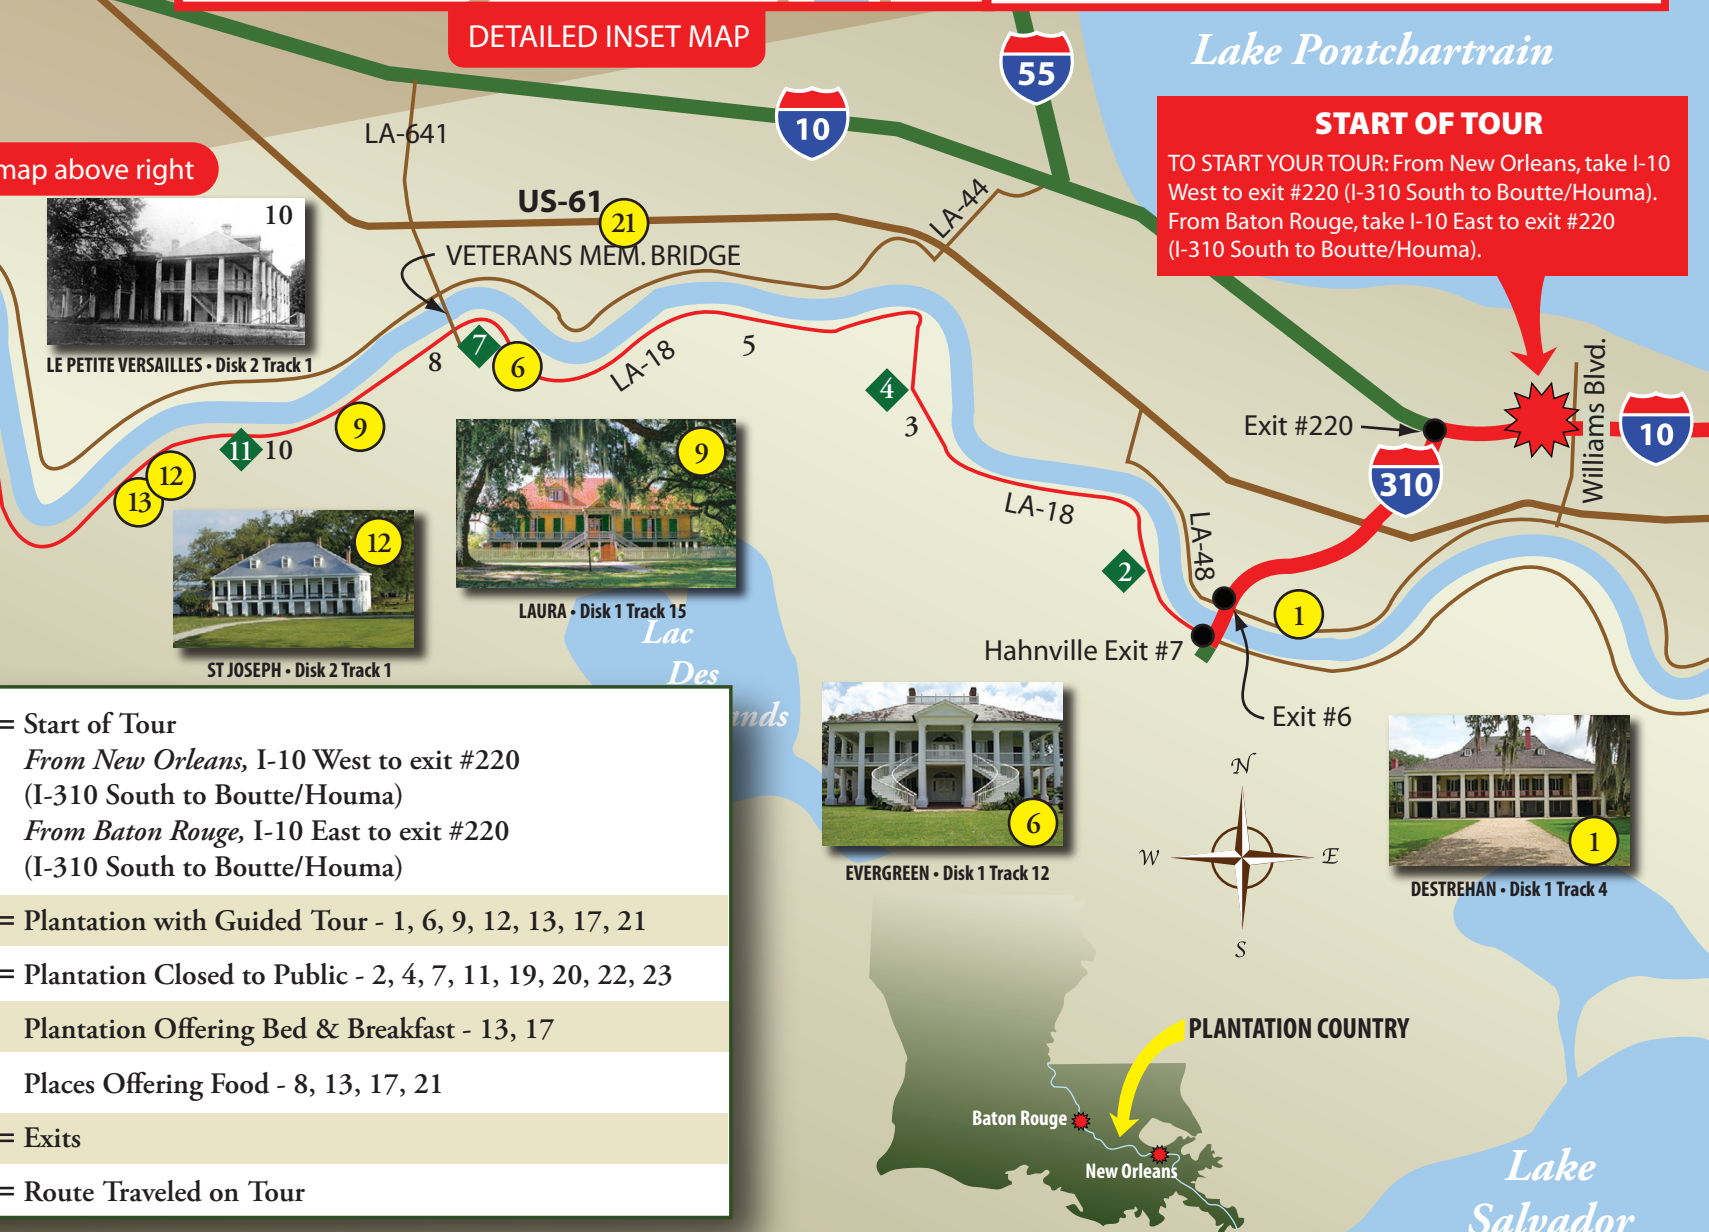 DETAILED INSET MAP
55
Lake Pontchartrain
10
LA-641
START OF TOUR
TO START YOUR TOUR: From New Orleans, take I-10
West to exit #220 (I-310 South to Boutte/Houma).
From Baton Rouge, take I-10 East to exit #220
(I-310 South to Boutte/Houma).
map above right
10
US-61
21
LA-44
VETERANS MEM. BRIDGE
LE PETITE VERSAILLES • Disk 2 Track 1
8
7
6
LA-18
5
4
3
Williams Blvd.
Exit #220
10
310
9
11
10
12
13
9
LA-18
LA-48
2
1
12
LAURA • Disk 1 Track 15
Lac
Des
ands
Hahnville Exit #7
Exit #6
ST JOSEPH • Disk 2 Track 1
6
EVERGREEN • Disk 1 Track 12
N
W
E
S
1
DESTREHAN • Disk 1 Track 4
= Start of Tour
From New Orleans, I-10 West to exit #220
(I-310 South to Boutte/Houma)
From Baton Rouge, I-10 East to exit #220
(I-310 South to Boutte/Houma)
= Plantation with Guided Tour - 1, 6, 9, 12, 13, 17, 21
= Plantation Closed to Public - 2, 4, 7, 11, 19, 20, 22, 23
Plantation Offering Bed & Breakfast - 13, 17
Places Offering Food - 8, 13, 17, 21
= Exits
= Route Traveled on Tour
PLANTATION COUNTRY
Baton Rouge
New Orleans
Lake
Salvador